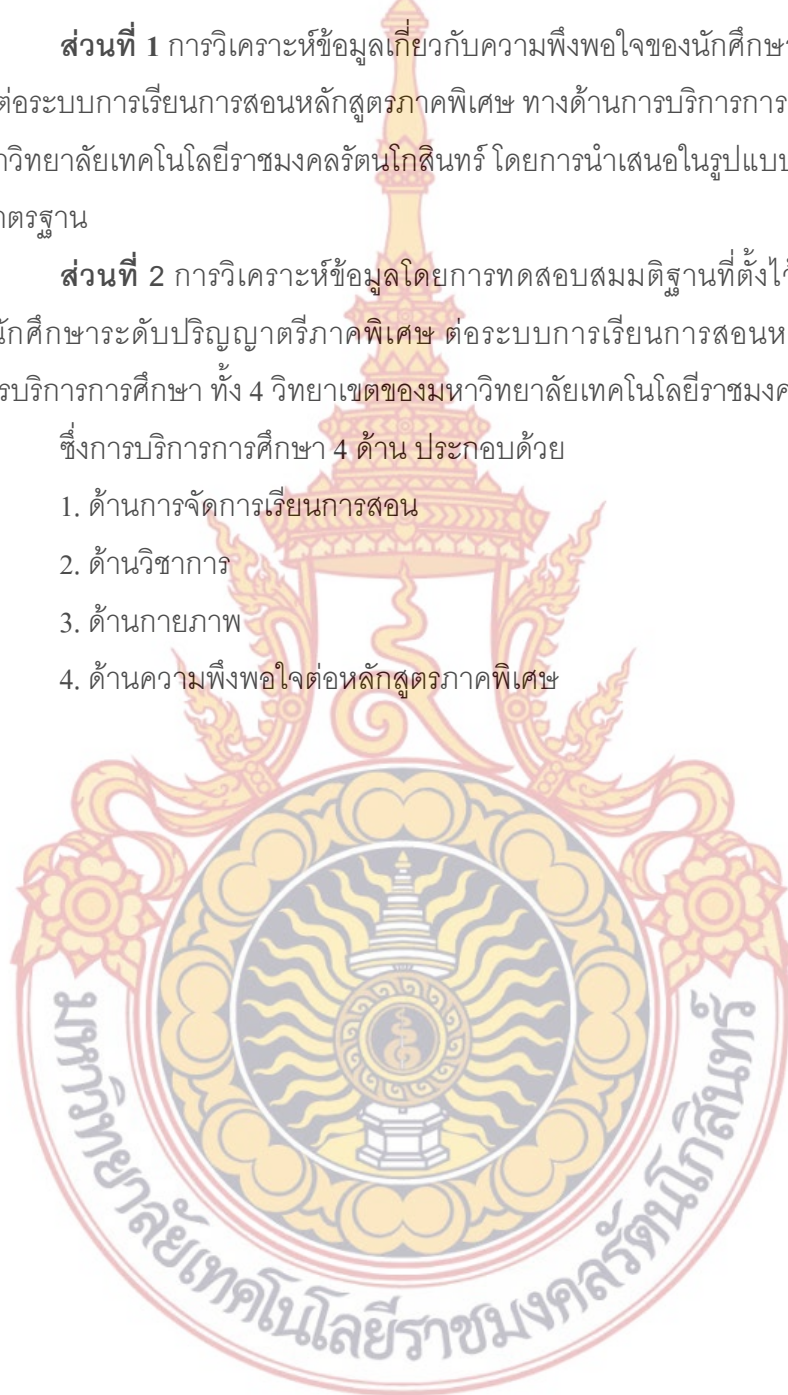 ส่วนที่ 1 การวิเคราะห์ข้อมูลเกี่ยวกับความพึงพอใจของนักศึกษา
ต่อระบบการเรียนการสอนหลักสูตรภาคพิเศษ ทางด้านการบริการการ
าวิทยาลัยเทคโนโลยีราชมงคลรัตนโกสินทร์ โดยการนำเสนอในรูปแบบ
าตรฐาน
ส่วนที่ 2 การวิเคราะห์ข้อมูลโดยการทดสอบสมมติฐานที่ตั้งไว้
นักศึกษาระดับปริญญาตรีภาคพิเศษ ต่อระบบการเรียนการสอนห
รบริการการศึกษา ทั้ง 4 วิทยาเขตของมหาวิทยาลัยเทคโนโลยีราชมงค
ซึ่งการบริการการศึกษา 4 ด้าน ประกอบด้วย
1. ด้านการจัดการเรียนการสอน
2. ด้านวิชาการ
3. ด้านกายภาพ
4. ด้านความพึงพอใจต่อหลักสูตรภาคพิเศษ
มหาวิทยาลัยเทคโนโลยีราชมงคลรัตนโกสินทร์